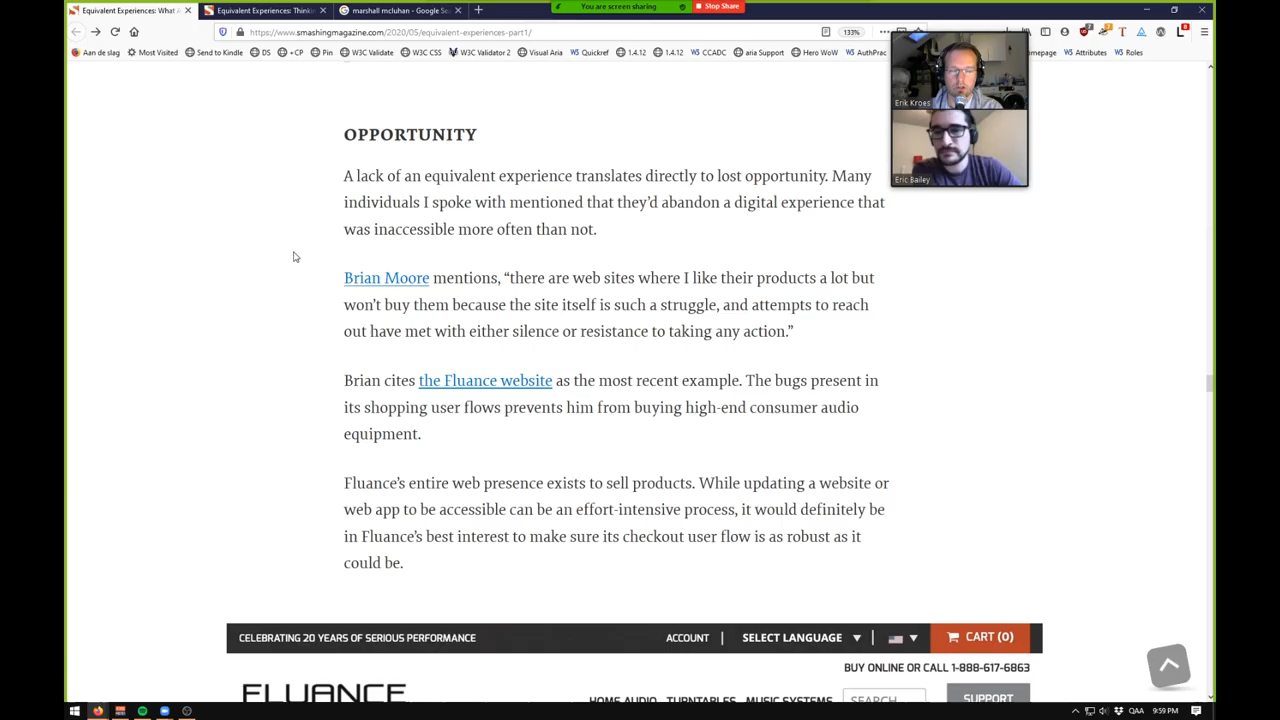 Equivalent Experiences: What A
Equivalent Experiences: Thinki
marshall mcluhan - Google Se
You are screen sharing
Stop Share
https://www.smashingmagazine.com/2020/05/equivalent-experiences-part1/
133%
Aan de slag
Most Visited
Send to Kindle
DS
+CP
Pin
W3C Validate
W3C CSS
W3C Validator 2
Visual Aria
Quickref
1.4.12
1.4.12
CCADC
aria Support
Hero WoW
AuthPrac
omepage
Attributes
Roles
Erik Kroes
Eric Bailey
OPPORTUNITY
A lack of an equivalent experience translates directly to lost opportunity. Many
individuals I spoke with mentioned that they’d abandon a digital experience that
was inaccessible more often than not.
Brian Moore mentions, “there are web sites where I like their products a lot but
won’t buy them because the site itself is such a struggle, and attempts to reach
out have met with either silence or resistance to taking any action.”
Brian cites the Fluance website as the most recent example. The bugs present in
its shopping user flows prevents him from buying high-end consumer audio
equipment.
Fluance’s entire web presence exists to sell products. While updating a website or
web app to be accessible can be an effort-intensive process, it would definitely be
in Fluance’s best interest to make sure its checkout user flow is as robust as it
could be.
CELEBRATING 20 YEARS OF SERIOUS PERFORMANCE
ACCOUNT
SELECT LANGUAGE
CART (0)
BUY ONLINE OR CALL 1-888-617-6863
FLUANCE
HOME AUDIO
TURNTABLES
MUSIC SYSTEMS
SEARCH
SUPPORT
QAA
9:59 PM